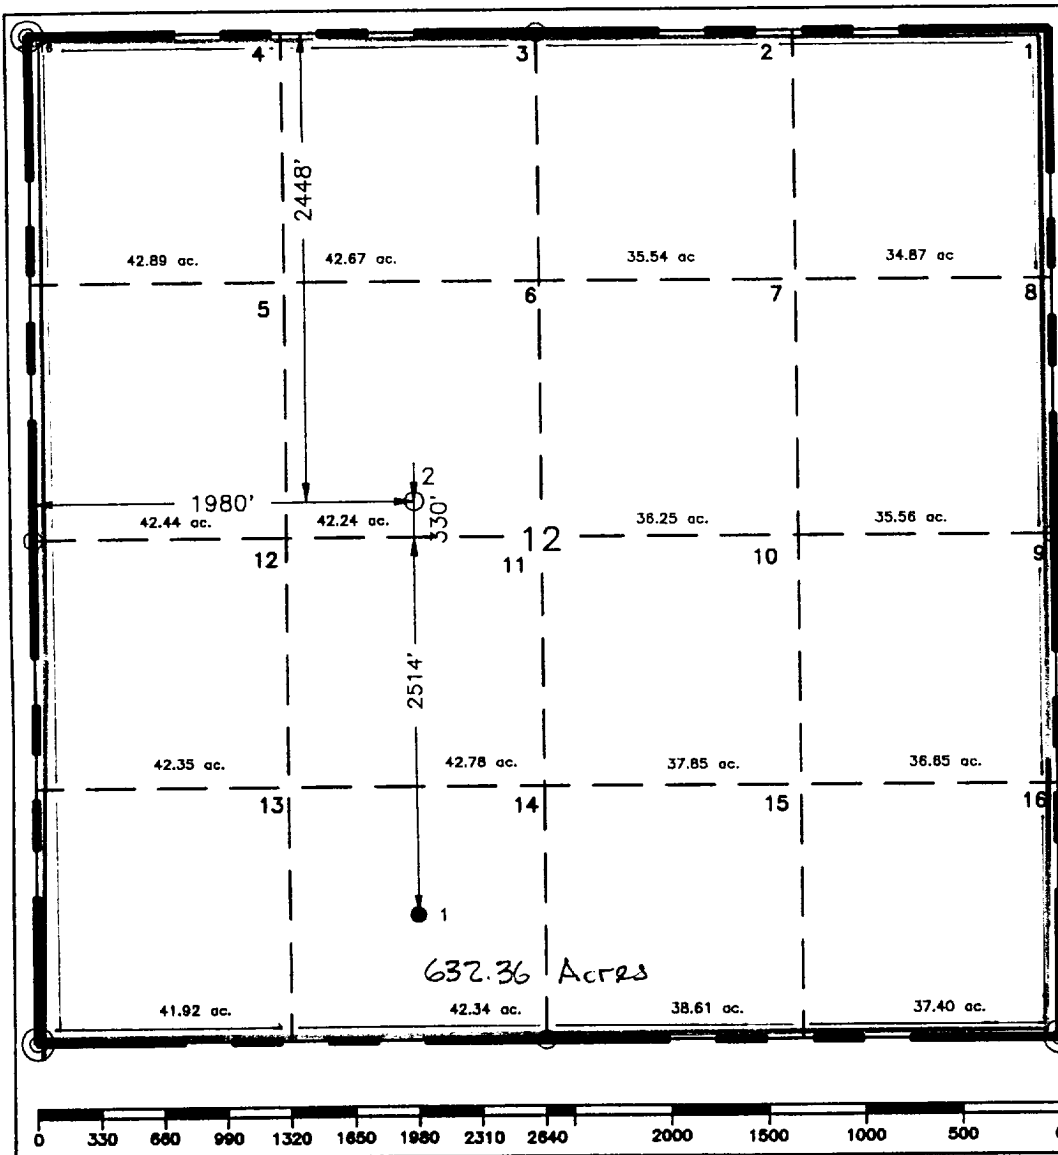 4 3 2 1
2448'
42.89 ac. 42.67 ac. 35.54 ac 34.87 ac
5 6 7 8
2
1980' 330'
42.44 ac. 42.24 ac. 36.25 ac. 35.56 ac.
12 11 12 10 9
2514'
42.35 ac. 42.78 ac. 37.85 ac. 36.85 ac.
13 14 15 16
1
632.36 Acres
41.92 ac. 42.34 ac. 38.61 ac. 37.40 ac.
0 330 660 990 1320 1650 1980 2310 2640 2000 1500 1000 500 0